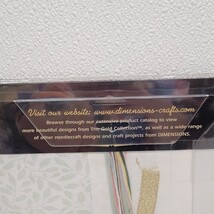 Visit our website: www.dimensions-crafts.com
Browse through our extensive product catalog to view
more beautiful designs from The Gold Collection™, as well as a wide range
of other needlecraft designs and craft projects from DIMENSIONS.